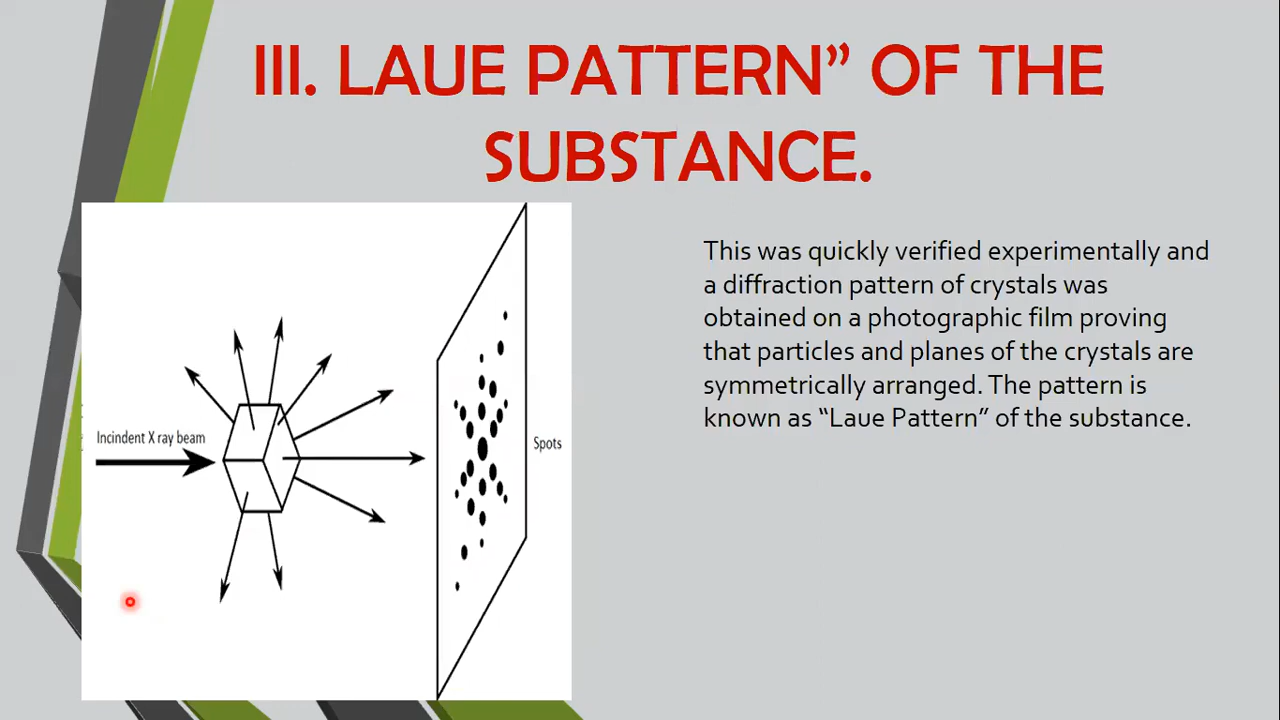 III. LAUE PATTERN” OF THE
SUBSTANCE.
This was quickly verified experimentally and
a diffraction pattern of crystals was
obtained on a photographic film proving
that particles and planes of the crystals are
symmetrically arranged. The pattern is
known as “Laue Pattern” of the substance.
Incindent X ray beam
Spots